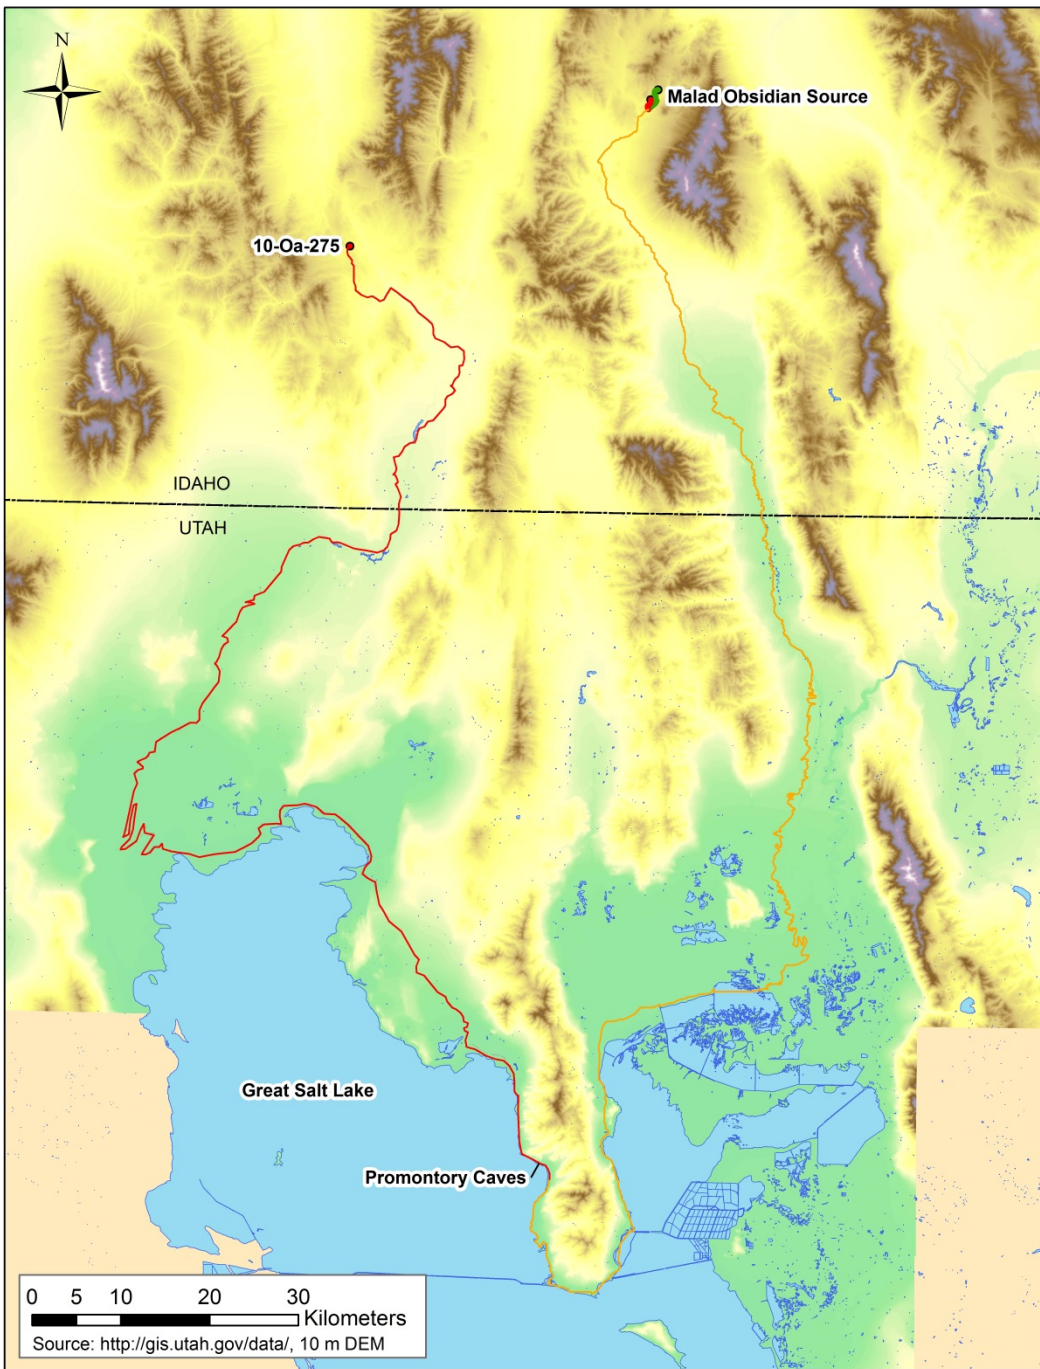 N
Malad Obsidian Source
10-Oa-275
IDAHO
UTAH
Great Salt Lake
Promontory Caves
0 5 10 20 30
Kilometers
Source: http://gis.utah.gov/data/, 10 m DEM